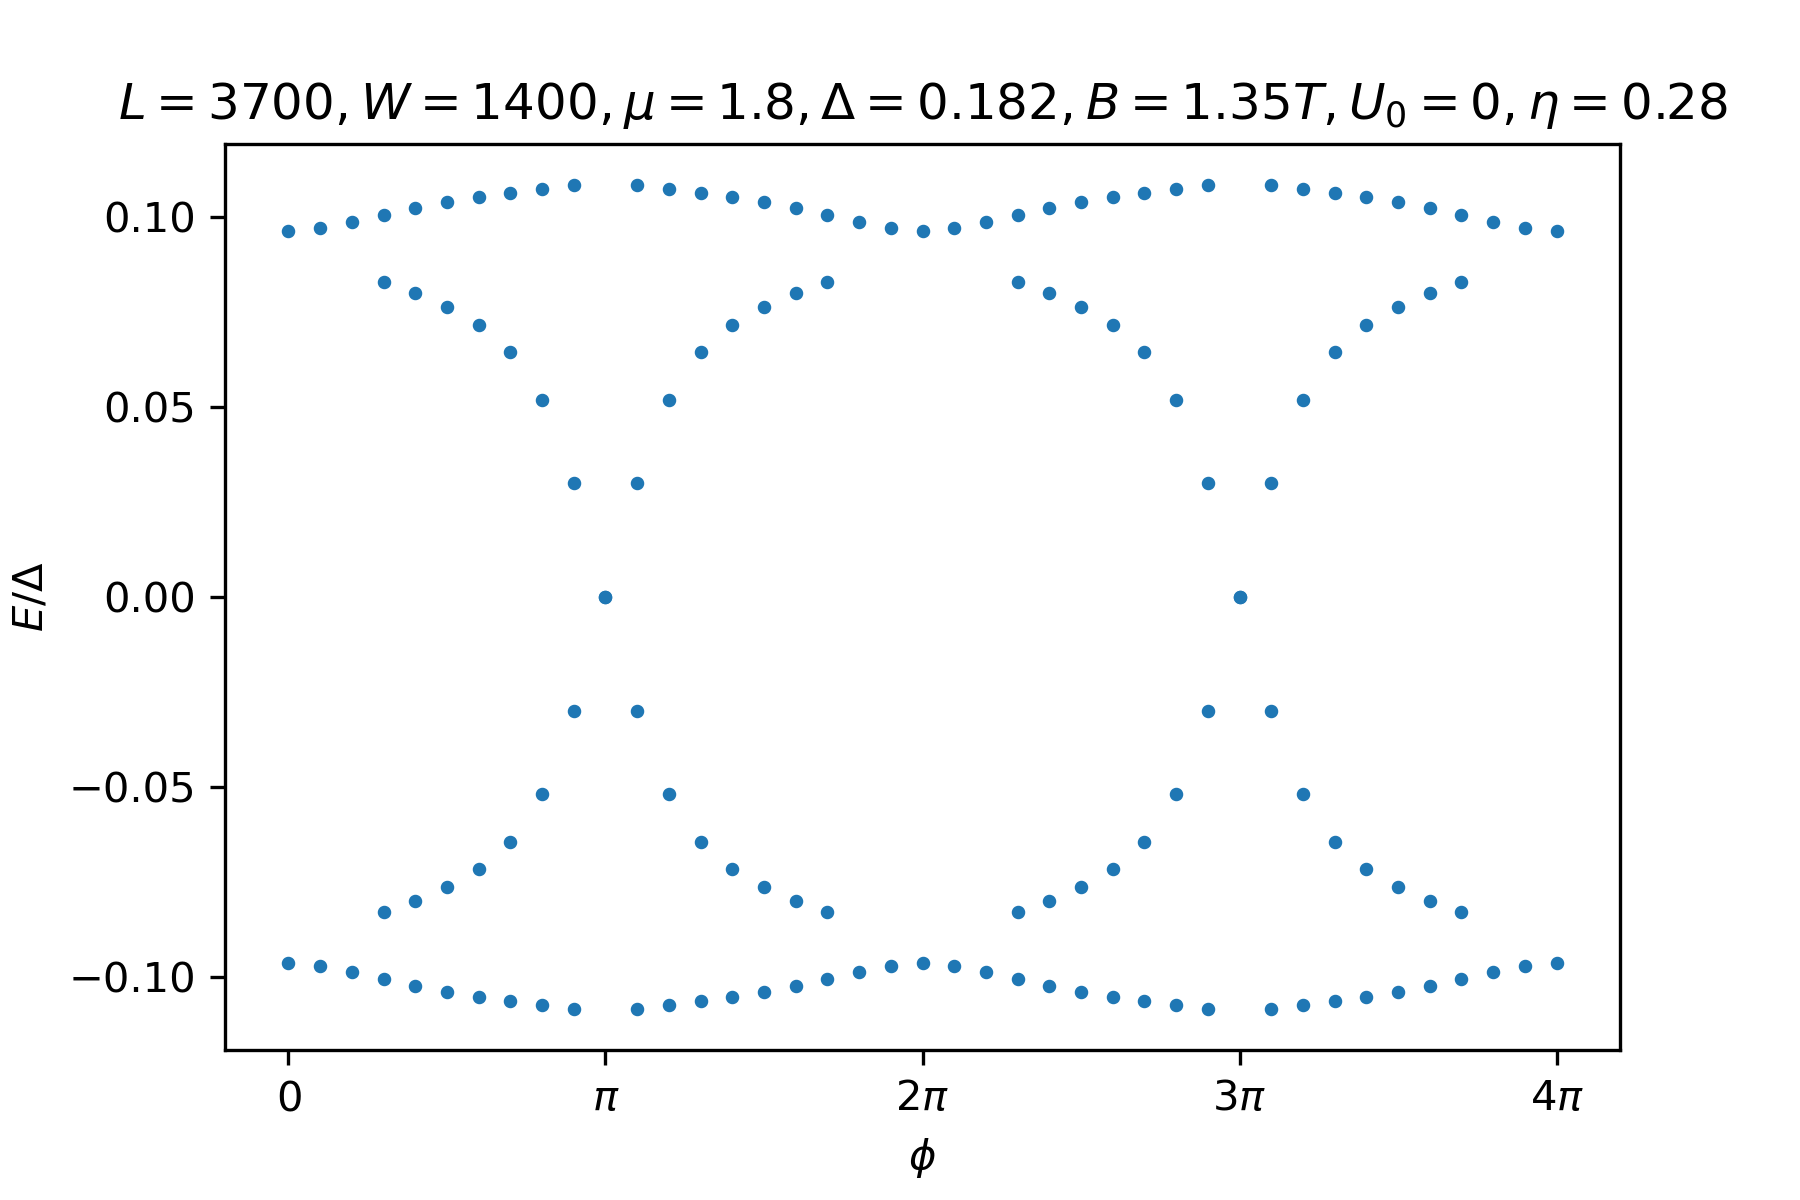 L = 3700, W = 1400, μ = 1.8, Δ = 0.182, B = 1.35T, U₀ = 0, η = 0.28
0.10
0.05
0.00
−0.05
−0.10
E/Δ
0 π 2π 3π 4π
ϕ